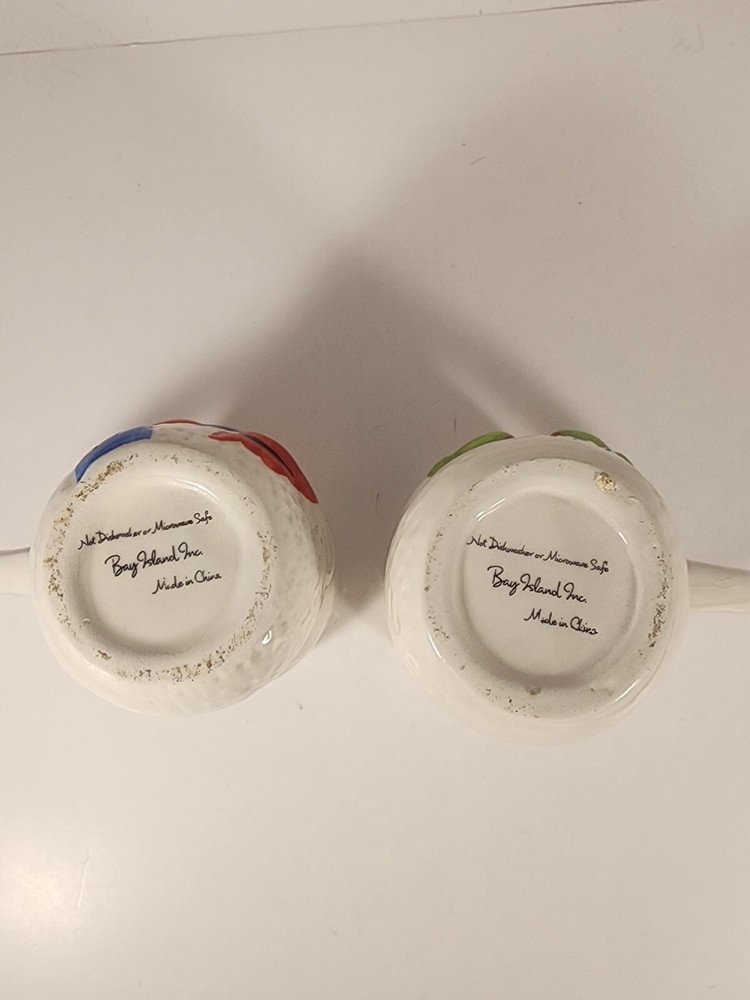 Not Dishwasher or Microwave Safe
Bay Island Inc.
Made in China
Not Dishwasher or Microwave Safe
Bay Island Inc.
Made in China